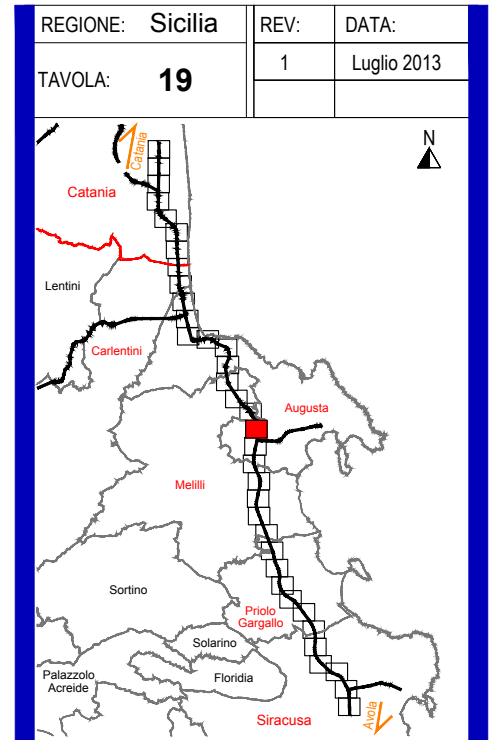 REGIONE: Sicilia REV: DATA:
TAVOLA: 19 1 Luglio 2013
N
Catania
Catania
Lentini
Carlentini
Augusta
Melilli
Sortino
Priolo
Gargallo
Solarino
Palazzolo
Acreide
Floridia
Siracusa
Avola